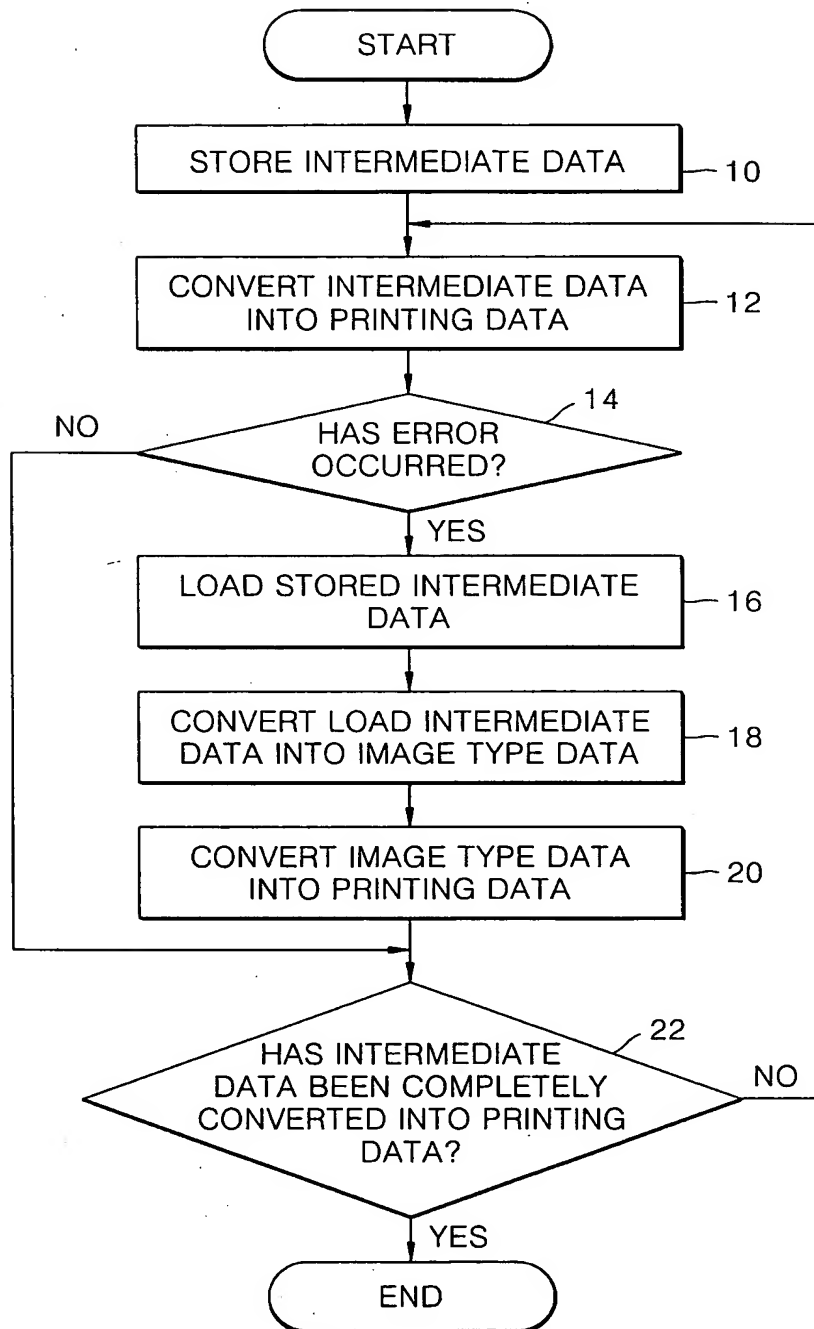 START
STORE INTERMEDIATE DATA
10
CONVERT INTERMEDIATE DATA
INTO PRINTING DATA
12
14
NO
HAS ERROR
OCCURRED?
YES
LOAD STORED INTERMEDIATE
DATA
16
CONVERT LOAD INTERMEDIATE
DATA INTO IMAGE TYPE DATA
18
CONVERT IMAGE TYPE DATA
INTO PRINTING DATA
20
22
HAS INTERMEDIATE
DATA BEEN COMPLETELY
CONVERTED INTO PRINTING
DATA?
NO
YES
END